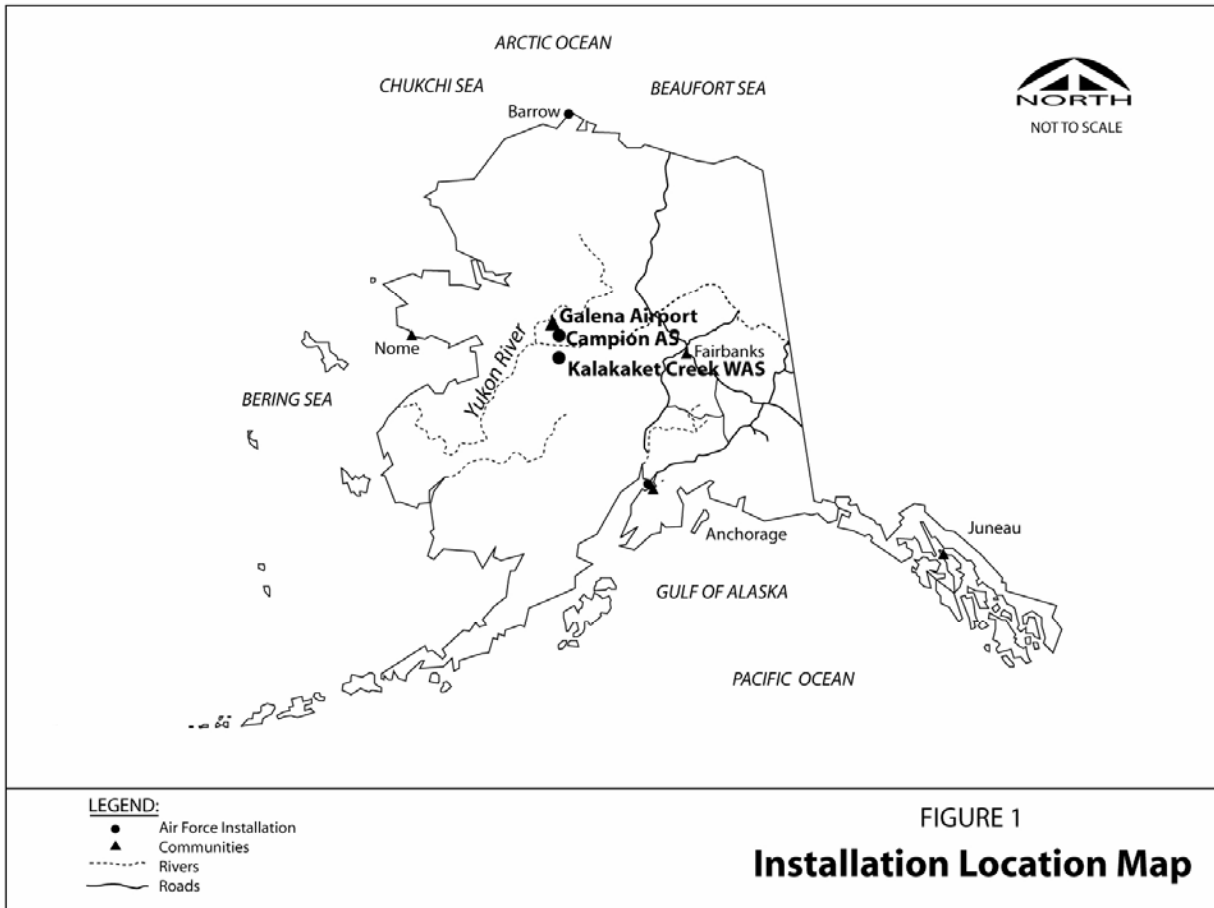 ARCTIC OCEAN
CHUKCHI SEA
BEAUFORT SEA
NORTH
NOT TO SCALE
Barrow
Galena Airport
Campion AS
Nome
Yukon River
Fairbanks
Kalakaket Creek WAS
BERING SEA
Anchorage
Juneau
GULF OF ALASKA
PACIFIC OCEAN
LEGEND:
Air Force Installation
Communities
Rivers
Roads
FIGURE 1
Installation Location Map